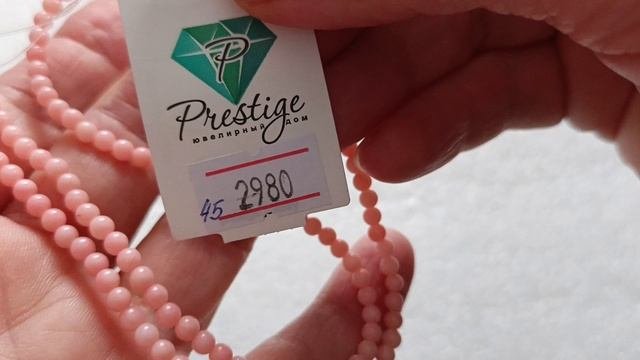 P
Prestige
ювелирный дом
2980
45